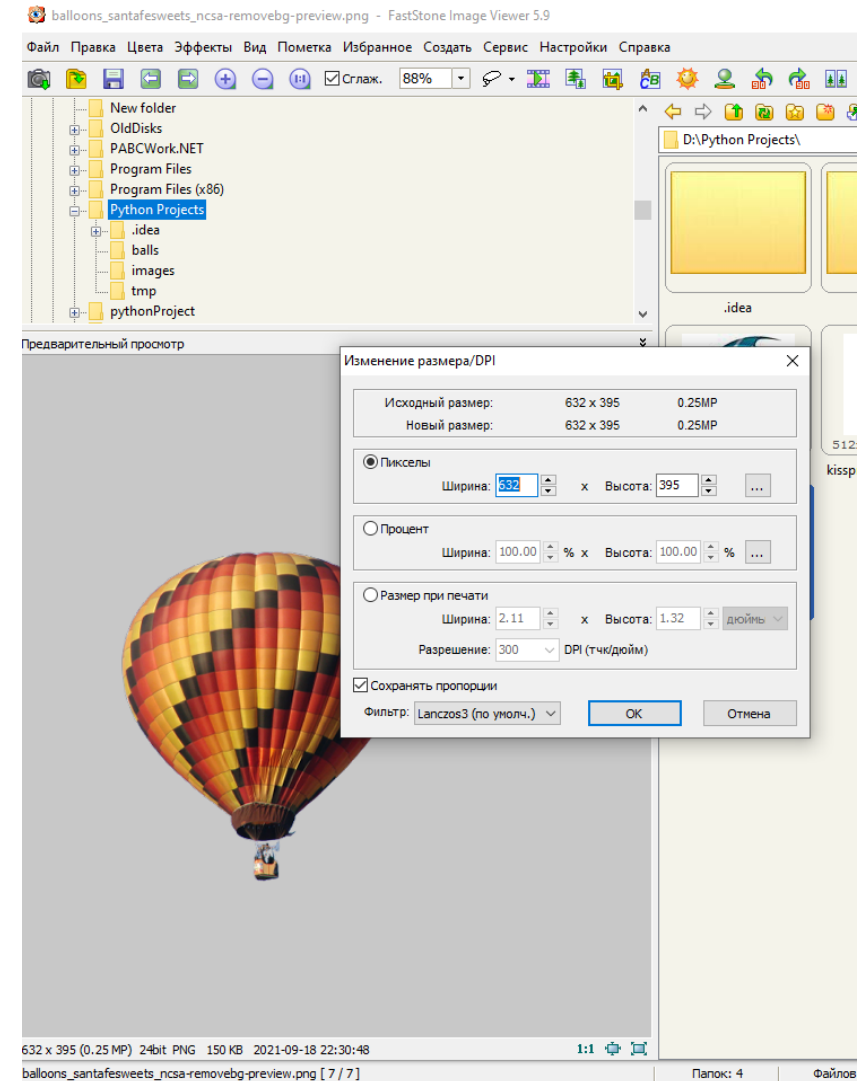 balloons_santafesweets_ncsa-removebg-preview.png - FastStone Image Viewer 5.9
Файл Правка Цвета Эффекты Вид Пометка Избранное Создать Сервис Настройки Справка
Сглаж. 88%
New folder
OldDisks
PABCWork.NET
Program Files
Program Files (x86)
Python Projects
.idea
balls
images
tmp
pythonProject
D:\Python Projects\
.idea
Предварительный просмотр
Изменение размера/DPI
Исходный размер: 632 x 395 0.25MP
Новый размер: 632 x 395 0.25MP
Пикселы
Ширина: 632 x Высота: 395 ...
Процент
Ширина: 100.00 % x Высота: 100.00 % ...
Размер при печати
Ширина: 2.11 x Высота: 1.32 дюймь
Разрешение: 300 DPI (тчк/дюйм)
Сохранять пропорции
Фильтр: Lanczos3 (по умолч.) OK Отмена
512
kissp
632 x 395 (0.25 MP) 24bit PNG 150 KB 2021-09-18 22:30:48 1:1
balloons_santafesweets_ncsa-removebg-preview.png [ 7 / 7 ] Папок: 4 Файлов